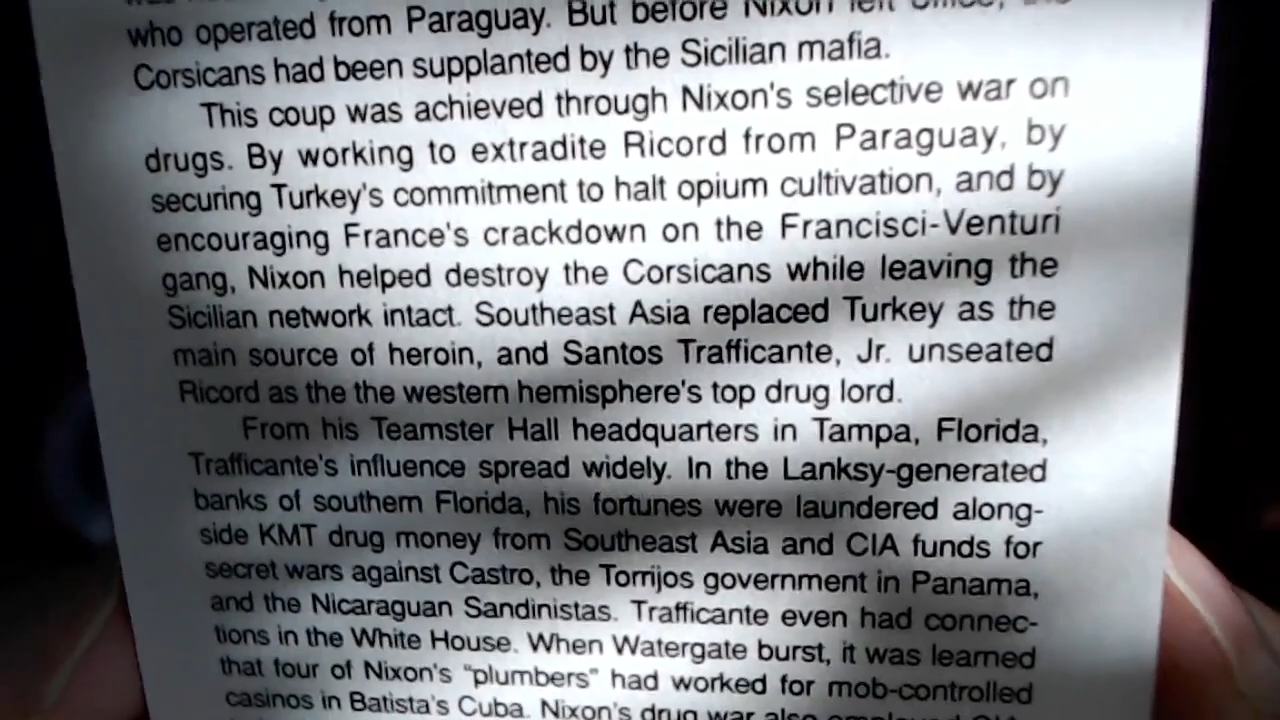 who operated from Paraguay. But before Nixon left office, the
Corsicans had been supplanted by the Sicilian mafia.
This coup was achieved through Nixon's selective war on
drugs. By working to extradite Ricord from Paraguay, by
securing Turkey's commitment to halt opium cultivation, and by
encouraging France's crackdown on the Francisci-Venturi
gang, Nixon helped destroy the Corsicans while leaving the
Sicilian network intact. Southeast Asia replaced Turkey as the
main source of heroin, and Santos Trafficante, Jr. unseated
Ricord as the the western hemisphere's top drug lord.
From his Teamster Hall headquarters in Tampa, Florida,
Trafficante's influence spread widely. In the Lanksy-generated
banks of southern Florida, his fortunes were laundered along-
side KMT drug money from Southeast Asia and CIA funds for
secret wars against Castro, the Torrijos government in Panama,
and the Nicaraguan Sandinistas. Trafficante even had connec-
tions in the White House. When Watergate burst, it was learned
that four of Nixon's "plumbers" had worked for mob-controlled
casinos in Batista's Cuba. Nixon's drug war also employed